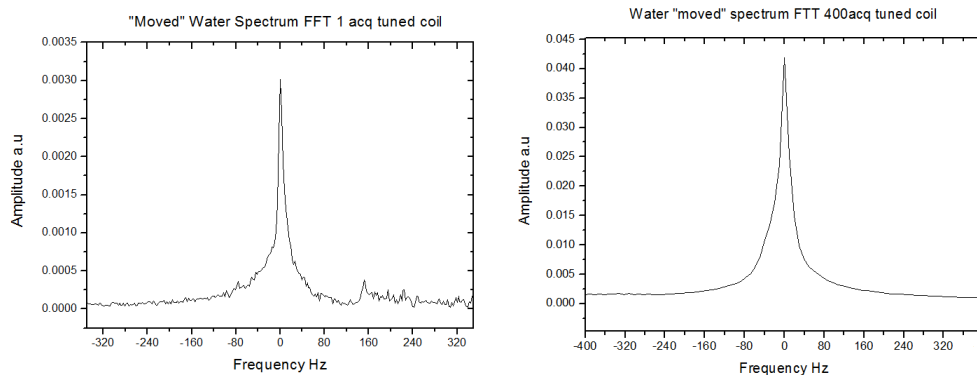 "Moved" Water Spectrum FFT 1 acq tuned coil
0.0035
0.0030
0.0025
0.0020
0.0015
0.0010
0.0005
0.0000
Amplitude a.u
-320 -240 -160 -80 0 80 160 240 320
Frequency Hz
Water "moved" spectrum FTT 400acq tuned coil
0.045
0.040
0.035
0.030
0.025
0.020
0.015
0.010
0.005
0.000
Amplitude a.u
-400 -320 -240 -160 -80 0 80 160 240 320
Frequency Hz